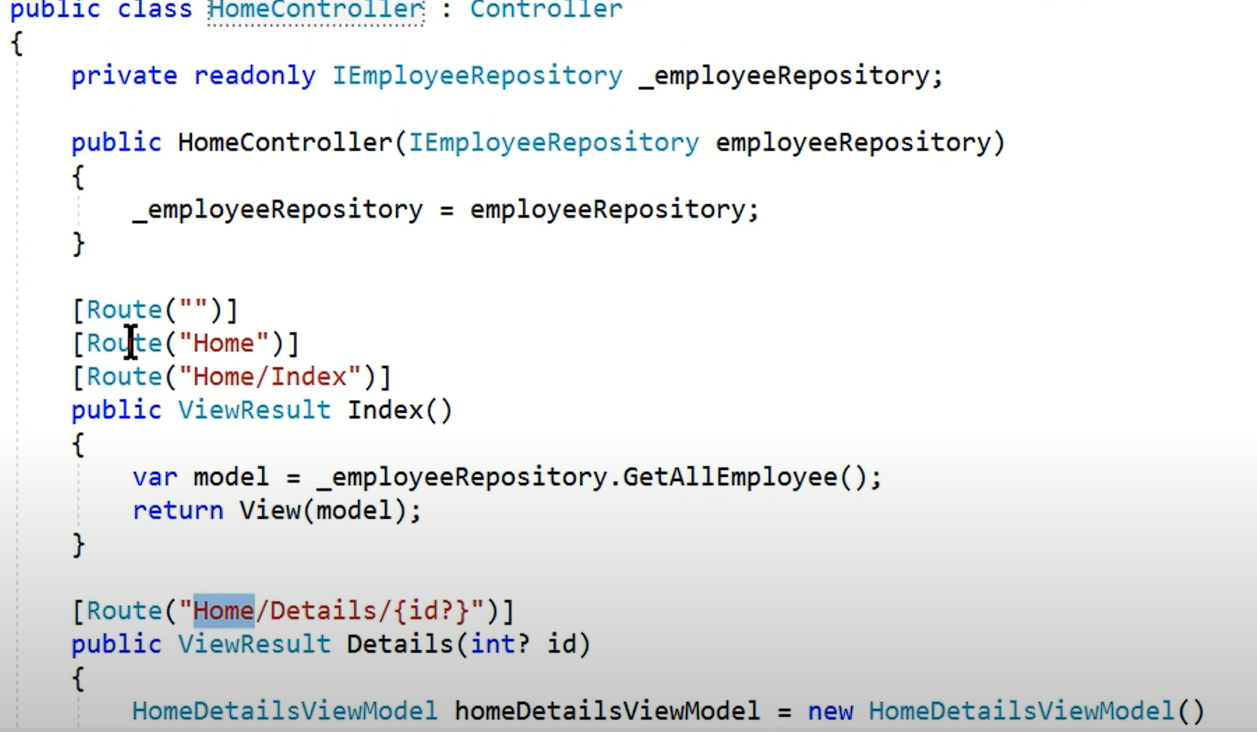 public class HomeController : Controller
{
private readonly IEmployeeRepository _employeeRepository;
public HomeController(IEmployeeRepository employeeRepository)
{
_employeeRepository = employeeRepository;
}
[Route("")]
[Route("Home")]
[Route("Home/Index")]
public ViewResult Index()
{
var model = _employeeRepository.GetAllEmployee();
return View(model);
}
[Route("Home/Details/{id?}")]
public ViewResult Details(int? id)
{
HomeDetailsViewModel homeDetailsViewModel = new HomeDetailsViewModel()